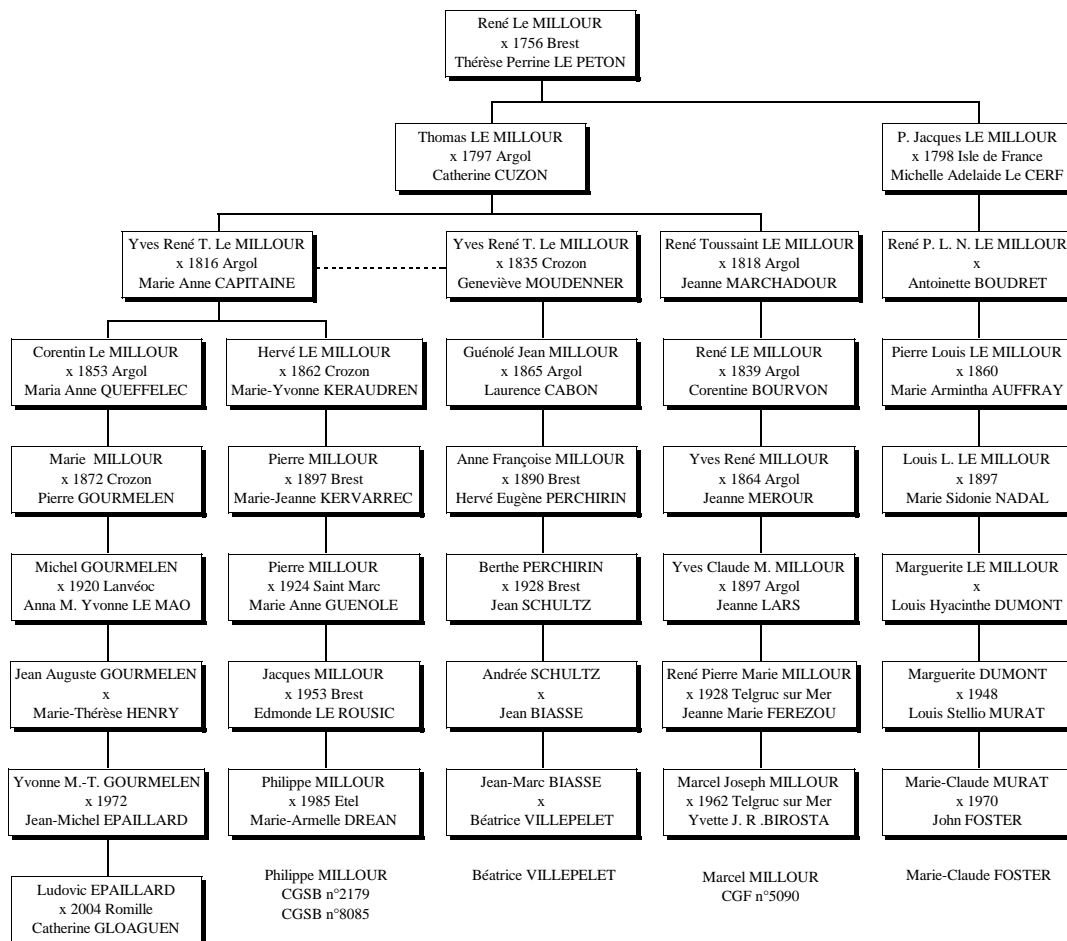 René Le MILLOUR
x 1756 Brest
Thérèse Perrine LE PETON
Thomas LE MILLOUR
x 1797 Argol
Catherine CUZON
P. Jacques LE MILLOUR
x 1798 Isle de France
Michelle Adelaide Le CERF
Yves René T. Le MILLOUR
x 1816 Argol
Marie Anne CAPITAINE
Yves René T. Le MILLOUR
x 1835 Crozon
Geneviève MOUDENNER
René Toussaint LE MILLOUR
x 1818 Argol
Jeanne MARCHADOUR
René P. L. N. LE MILLOUR
x
Antoinette BOUDRET
Corentin Le MILLOUR
x 1853 Argol
Maria Anne QUEFFELEC
Hervé LE MILLOUR
x 1862 Crozon
Marie-Yvonne KERAUDREN
Guénolé Jean MILLOUR
x 1865 Argol
Laurence CABON
René LE MILLOUR
x 1839 Argol
Corentine BOURVON
Pierre Louis LE MILLOUR
x 1860
Marie Armintha AUFFRAY
Marie  MILLOUR
x 1872 Crozon
Pierre GOURMELEN
Pierre MILLOUR
x 1897 Brest
Marie-Jeanne KERVARREC
Anne Françoise MILLOUR
x 1890 Brest
Hervé Eugène PERCHIRIN
Yves René MILLOUR
x 1864 Argol
Jeanne MEROUR
Louis L. LE MILLOUR
x 1897
Marie Sidonie NADAL
Michel GOURMELEN
x 1920 Lanvéoc
Anna M. Yvonne LE MAO
Pierre MILLOUR
x 1924 Saint Marc
Marie Anne GUENOLE
Berthe PERCHIRIN
x 1928 Brest
Jean SCHULTZ
Yves Claude M. MILLOUR
x 1897 Argol
Jeanne LARS
Marguerite LE MILLOUR
x
Louis Hyacinthe DUMONT
Jean Auguste GOURMELEN
x
Marie-Thérèse HENRY
Jacques MILLOUR
x 1953 Brest
Edmonde LE ROUSIC
Andrée SCHULTZ
x
Jean BIASSE
René Pierre Marie MILLOUR
x 1928 Telgruc sur Mer
Jeanne Marie FEREZOU
Marguerite DUMONT
x 1948
Louis Stellio MURAT
Yvonne M.-T. GOURMELEN
x 1972
Jean-Michel EPAILLARD
Philippe MILLOUR
x 1985 Etel
Marie-Armelle DREAN
Jean-Marc BIASSE
x
Béatrice VILLEPELET
Marcel Joseph MILLOUR
x 1962 Telgruc sur Mer
Yvette J. R .BIROSTA
Marie-Claude MURAT
x 1970
John FOSTER
Ludovic EPAILLARD
x 2004 Romille
Catherine GLOAGUEN
Philippe MILLOUR
CGSB n°2179
CGSB n°8085
Béatrice VILLEPELET
Marcel MILLOUR
CGF n°5090
Marie-Claude FOSTER